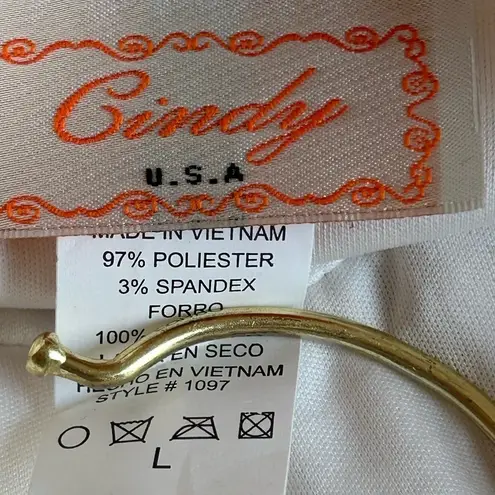 Cindy
U.S.A
MADE IN VIETNAM
97% POLIESTER
3% SPANDEX
FORRO
100%
EN SECO
HECHO EN VIETNAM
STYLE # 1097
L